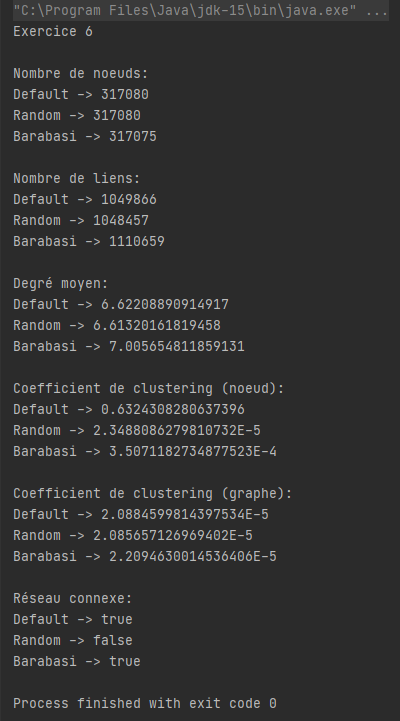 "C:\Program Files\Java\jdk-15\bin\java.exe" ...
Exercice 6
Nombre de noeuds:
Default -> 317080
Random -> 317080
Barabasi -> 317075
Nombre de liens:
Default -> 1049866
Random -> 1048457
Barabasi -> 1110659
Degré moyen:
Default -> 6.62208890914917
Random -> 6.61320161819458
Barabasi -> 7.005654811859131
Coefficient de clustering (noeud):
Default -> 0.6324308280637396
Random -> 2.3488086279810732E-5
Barabasi -> 3.5071182734877523E-4
Coefficient de clustering (graphe):
Default -> 2.0884599814397534E-5
Random -> 2.085657126969402E-5
Barabasi -> 2.2094630014536406E-5
Réseau connexe:
Default -> true
Random -> false
Barabasi -> true
Process finished with exit code 0